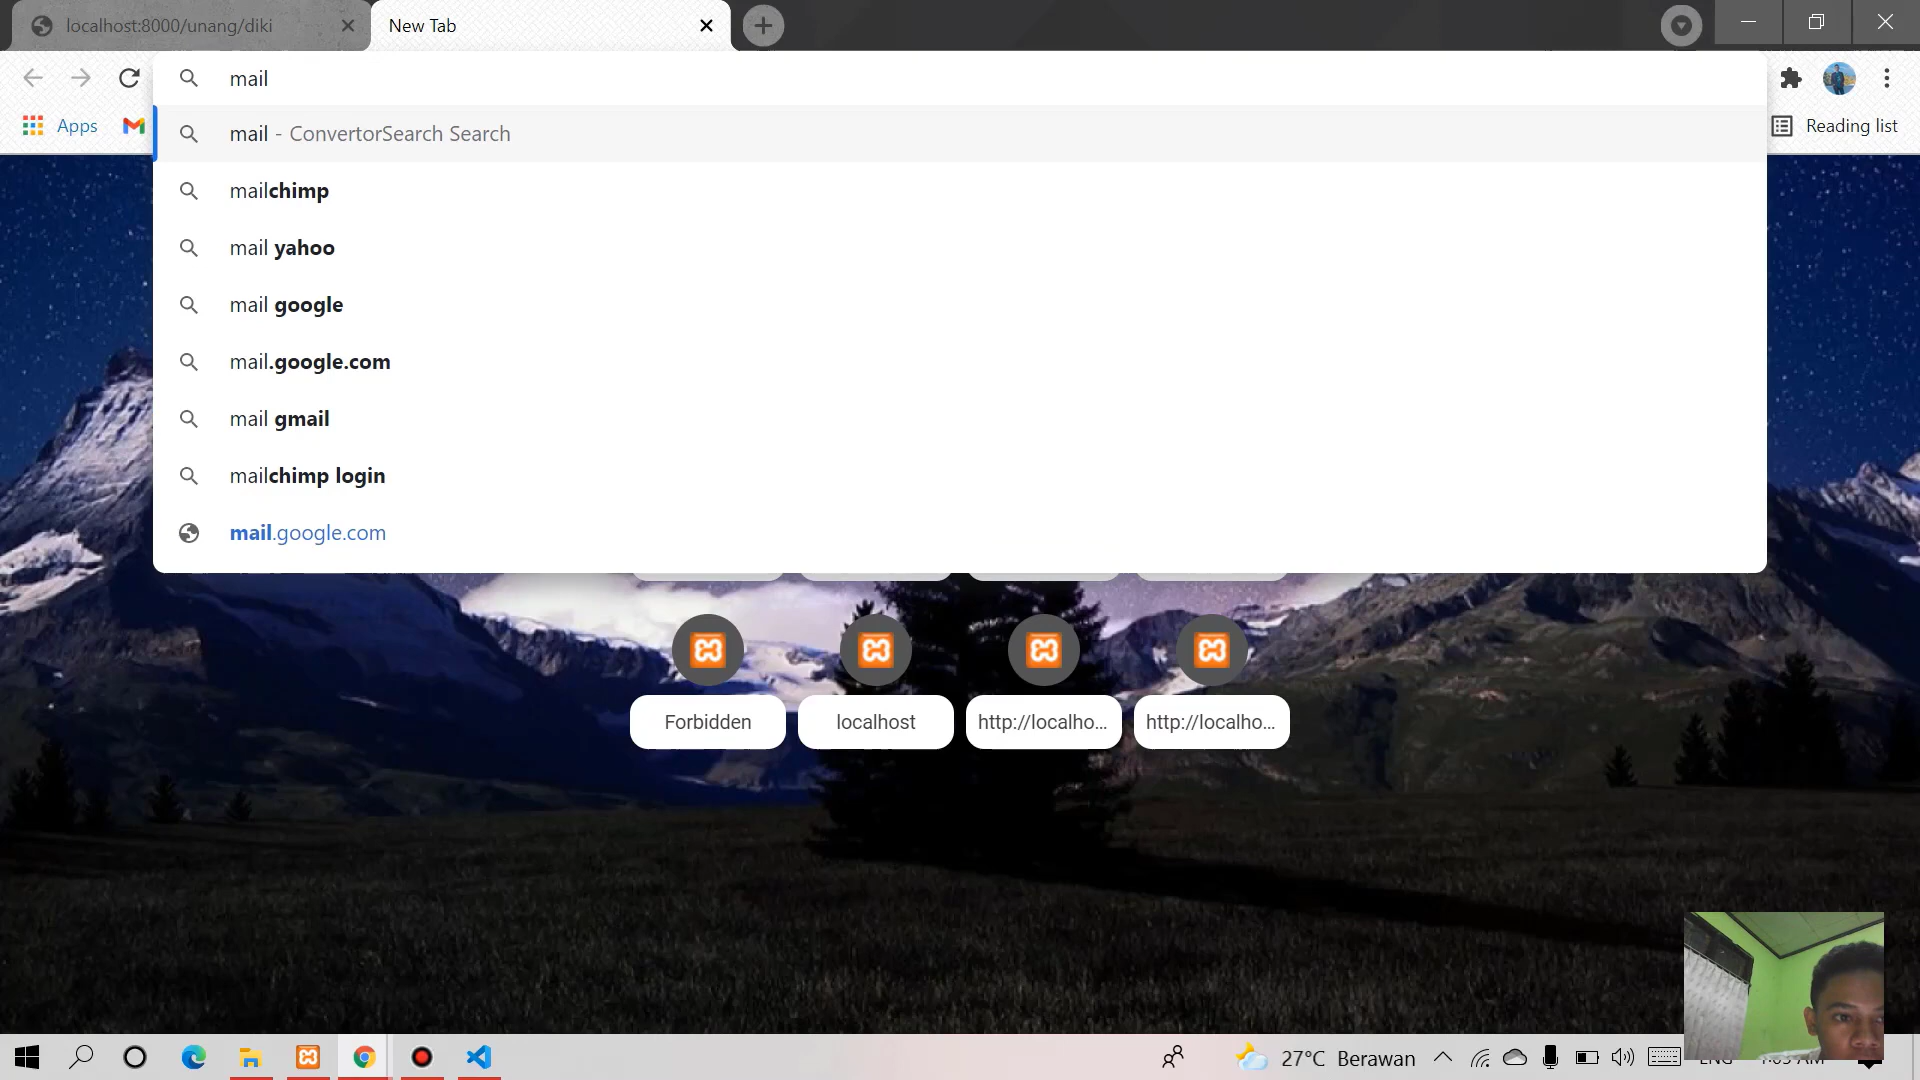 localhost:8000/unang/diki
New Tab
mail
Apps
Reading list
mail - ConvertorSearch Search
mailchimp
mail yahoo
mail google
mail.google.com
mail gmail
mailchimp login
mail.google.com
Forbidden
localhost
http://localho...
http://localho...
27°C Berawan